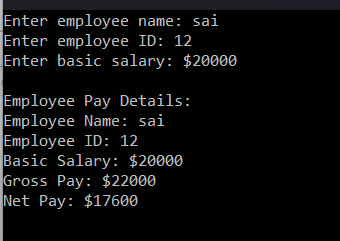 Enter employee name: sai
Enter employee ID: 12
Enter basic salary: $20000
Employee Pay Details:
Employee Name: sai
Employee ID: 12
Basic Salary: $20000
Gross Pay: $22000
Net Pay: $17600